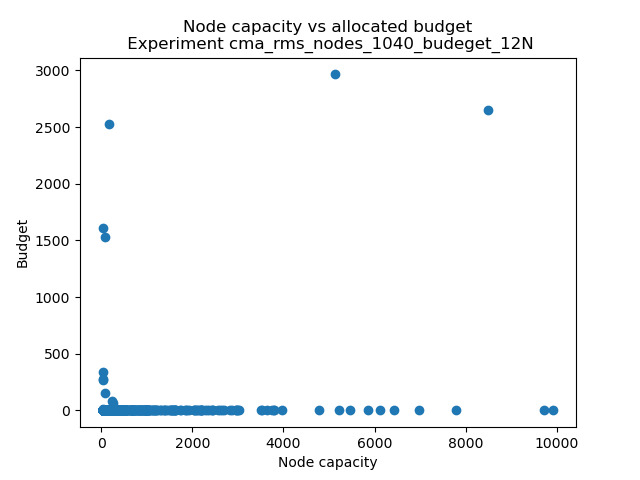 Node capacity vs allocated budget
Experiment cma_rms_nodes_1040_budeget_12N
3000
2500
2000
1500
1000
500
0
Budget
0 2000 4000 6000 8000 10000
Node capacity